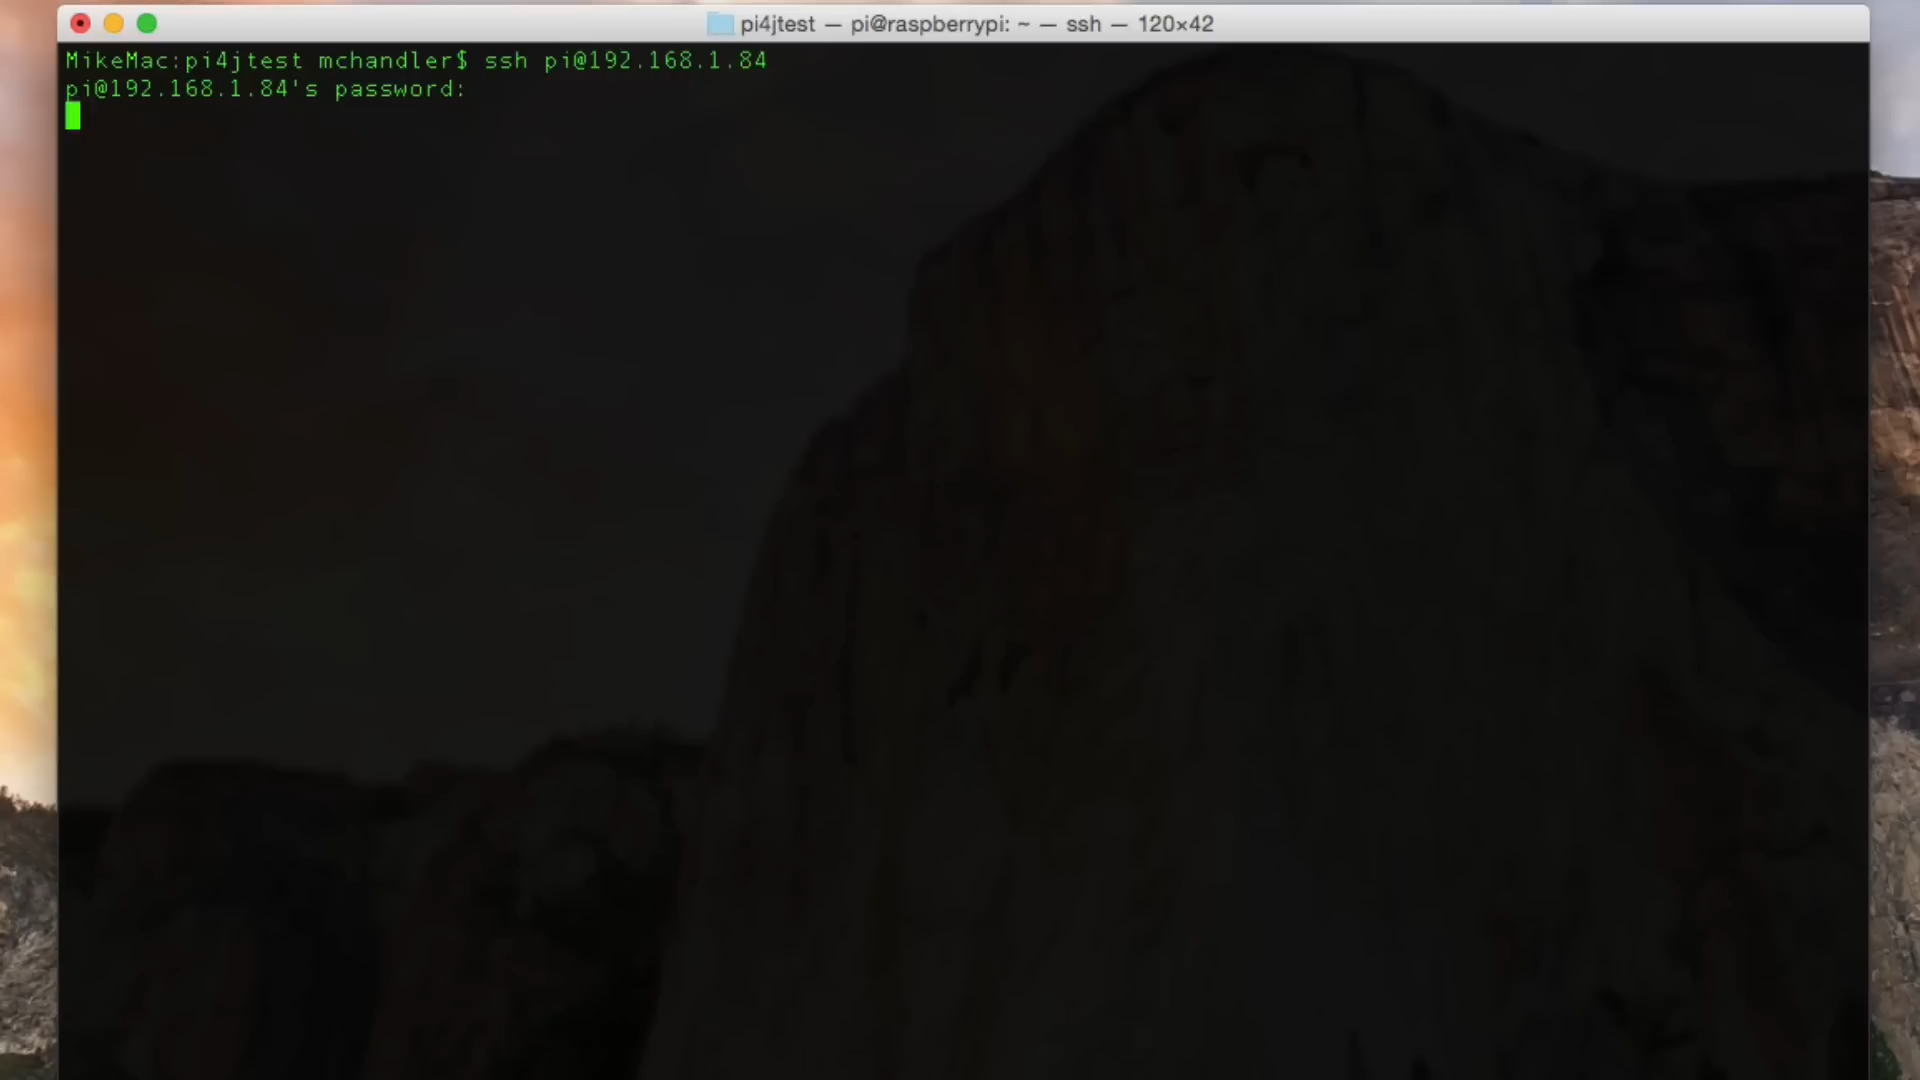 pi4jtest — pi@raspberrypi: ~ — ssh — 120×42
MikeMac:pi4jtest mchandler$ ssh pi@192.168.1.84
pi@192.168.1.84's password: